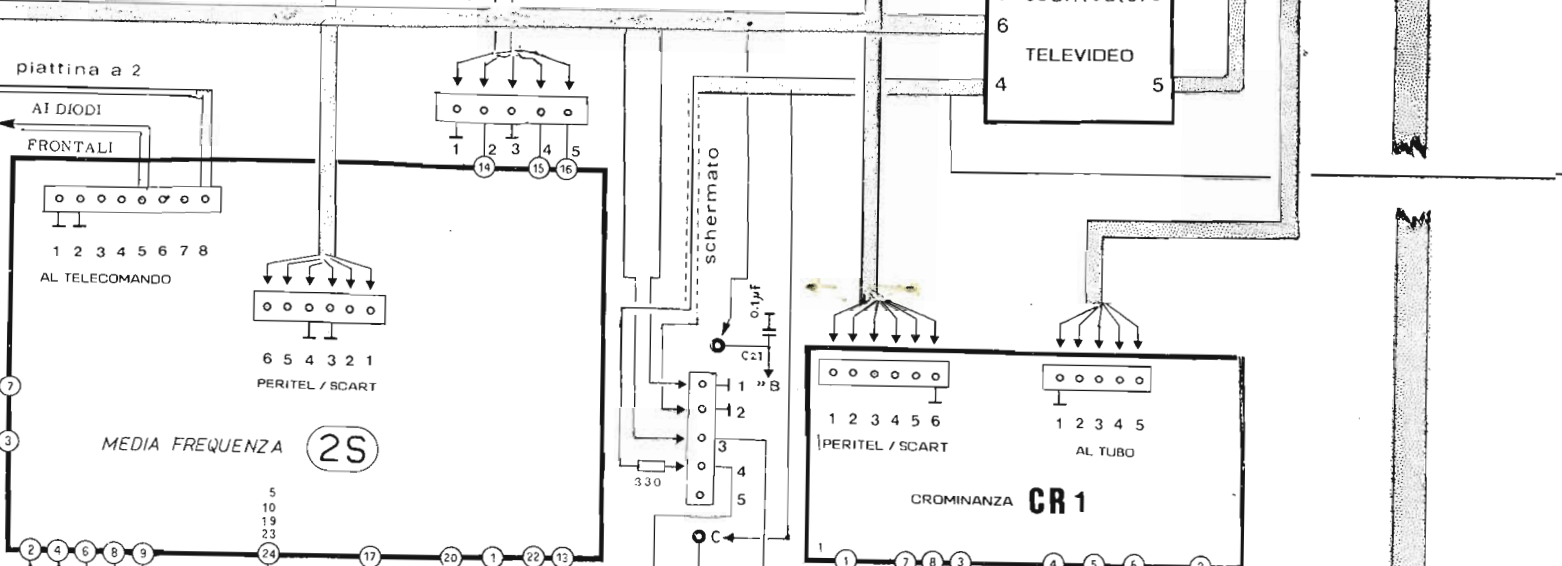 6
TELEVIDEO
4 5
piattina a 2
AI DIODI
FRONTALI
1 2 3 4 5
14 15 16
schermato
1 2 3 4 5 6 7 8
AL TELECOMANDO
6 5 4 3 2 1
PERITEL / SCART
7
3
MEDIA FREQUENZA 2S
5
10
19
23
2 4 6 8 9 24 17 20 1 22 13
0.1µF
C21
"B
1
2
3
4
5
330
C
1 2 3 4 5 6
PERITEL / SCART
1 2 3 4 5
AL TUBO
CROMINANZA CR 1
1 7 8 3 4 5 6